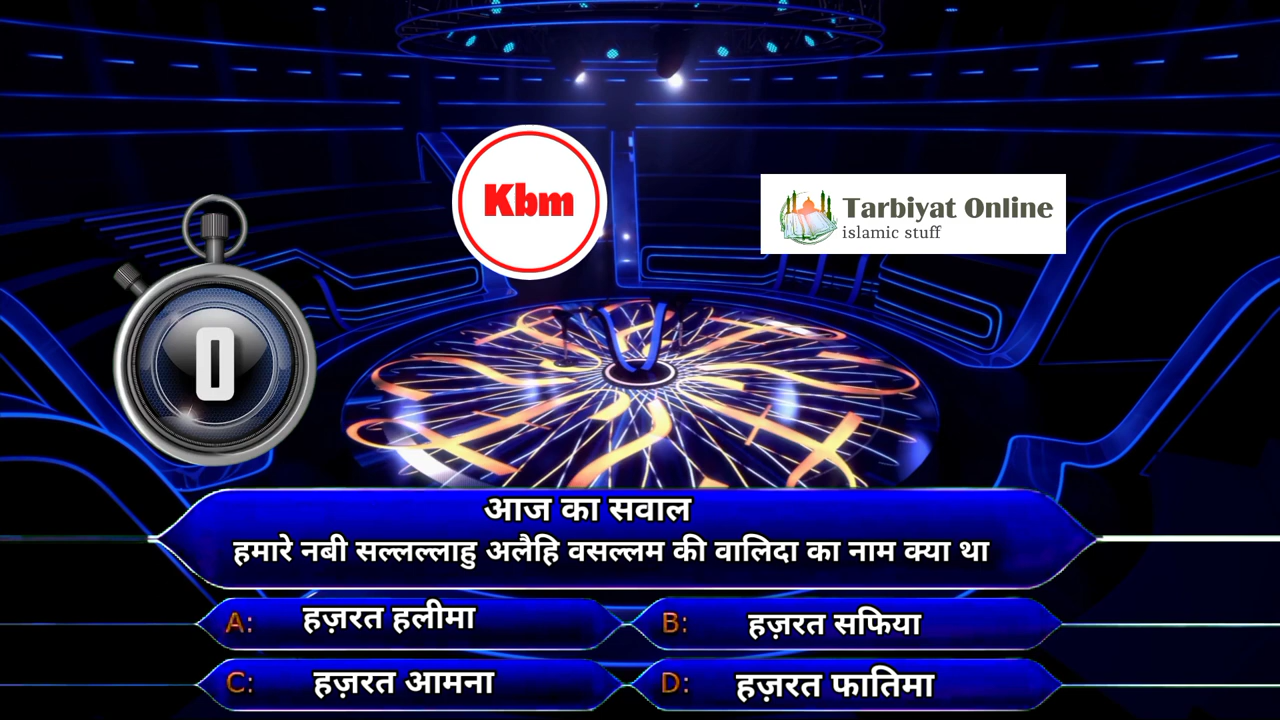 Kbm
Tarbiyat Online
islamic stuff
0
आज का सवाल
हमारे नबी सल्लल्लाहु अलैहि वसल्लम की वालिदा का नाम क्या था
A: हज़रत हलीमा
B: हज़रत सफिया
C: हज़रत आमना
D: हज़रत फातिमा